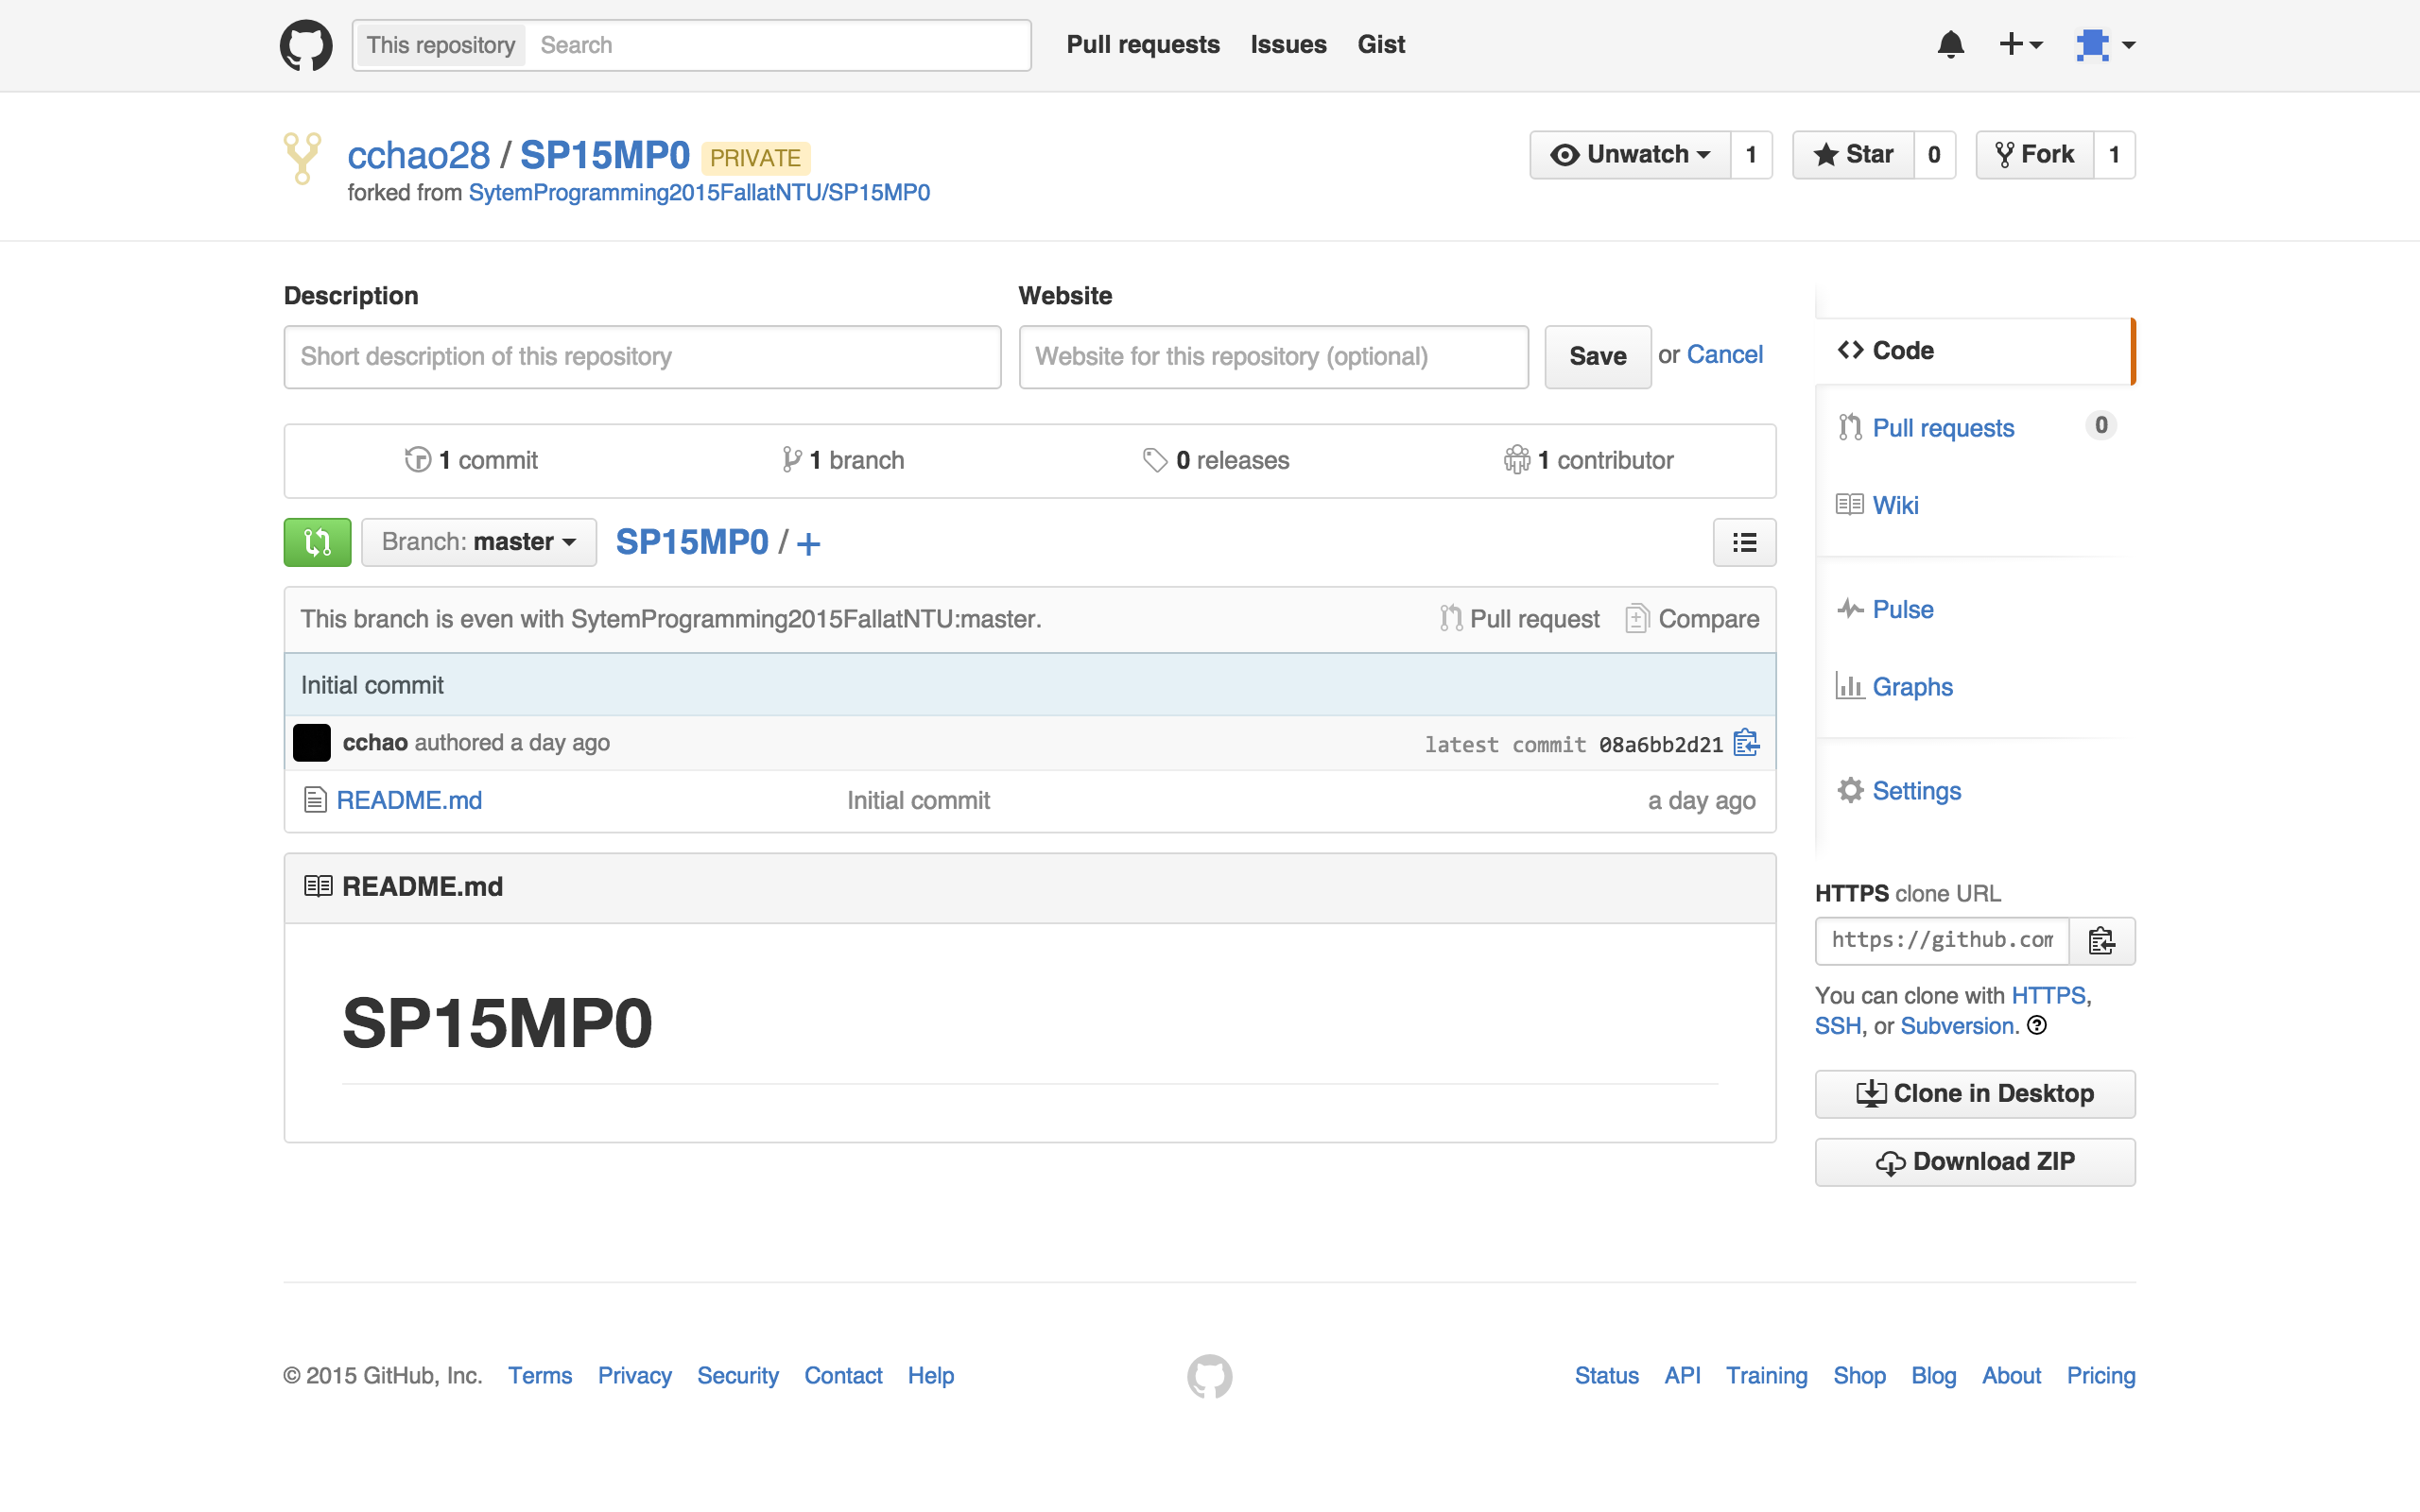 This repository Search Pull requests Issues Gist
cchao28 / SP15MP0 PRIVATE Unwatch 1 Star 0 Fork 1
forked from SytemProgramming2015FallatNTU/SP15MP0
Description Website
Short description of this repository Website for this repository (optional) Save or Cancel
1 commit 1 branch 0 releases 1 contributor
Branch: master SP15MP0 / +
This branch is even with SytemProgramming2015FallatNTU:master. Pull request Compare
Initial commit
cchao authored a day ago latest commit 08a6bb2d21
README.md Initial commit a day ago
README.md
SP15MP0
Code
Pull requests 0
Wiki
Pulse
Graphs
Settings
HTTPS clone URL
https://github.com
You can clone with HTTPS,
SSH, or Subversion.
Clone in Desktop
Download ZIP
© 2015 GitHub, Inc. Terms Privacy Security Contact Help Status API Training Shop Blog About Pricing